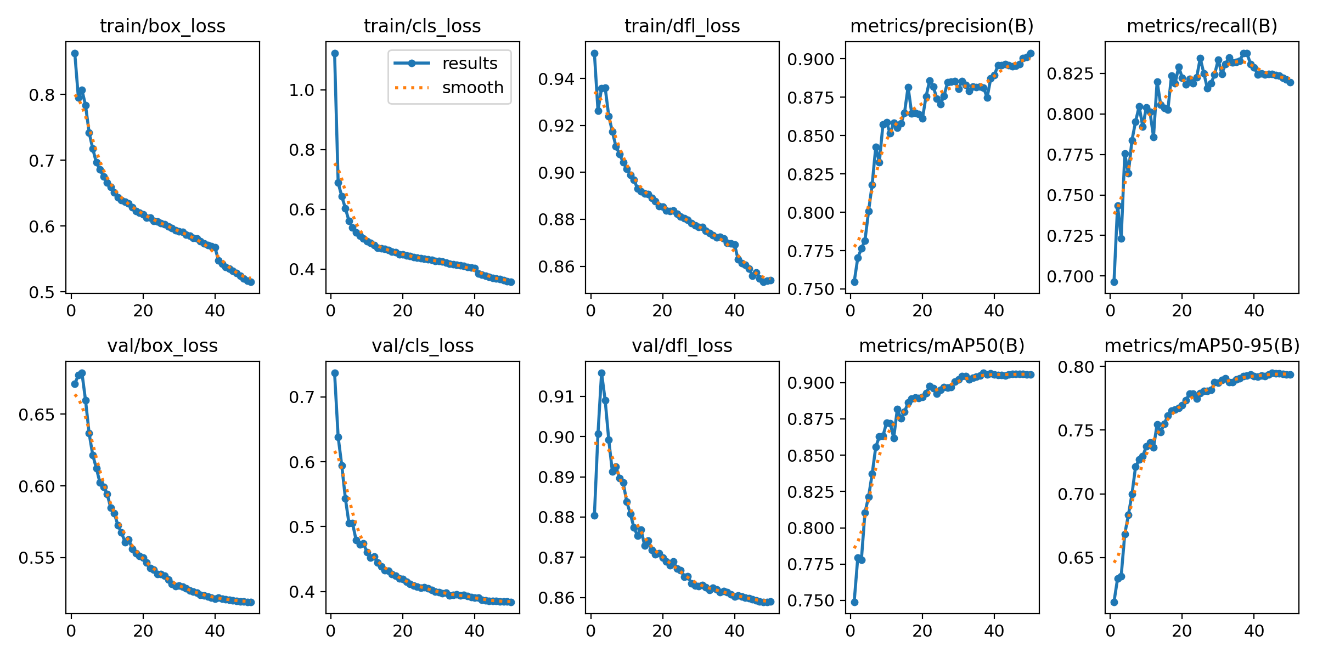 train/box_loss
train/cls_loss
train/dfl_loss
metrics/precision(B)
metrics/recall(B)
results
smooth
0.8
0.7
0.6
0.5
0 20 40
1.0
0.8
0.6
0.4
0 20 40
0.94
0.92
0.90
0.88
0.86
0 20 40
0.900
0.875
0.850
0.825
0.800
0.775
0.750
0 20 40
0.825
0.800
0.775
0.750
0.725
0.700
0 20 40
val/box_loss
val/cls_loss
val/dfl_loss
metrics/mAP50(B)
metrics/mAP50-95(B)
0.65
0.60
0.55
0 20 40
0.7
0.6
0.5
0.4
0 20 40
0.91
0.90
0.89
0.88
0.87
0.86
0 20 40
0.900
0.875
0.850
0.825
0.800
0.775
0.750
0 20 40
0.80
0.75
0.70
0.65
0 20 40